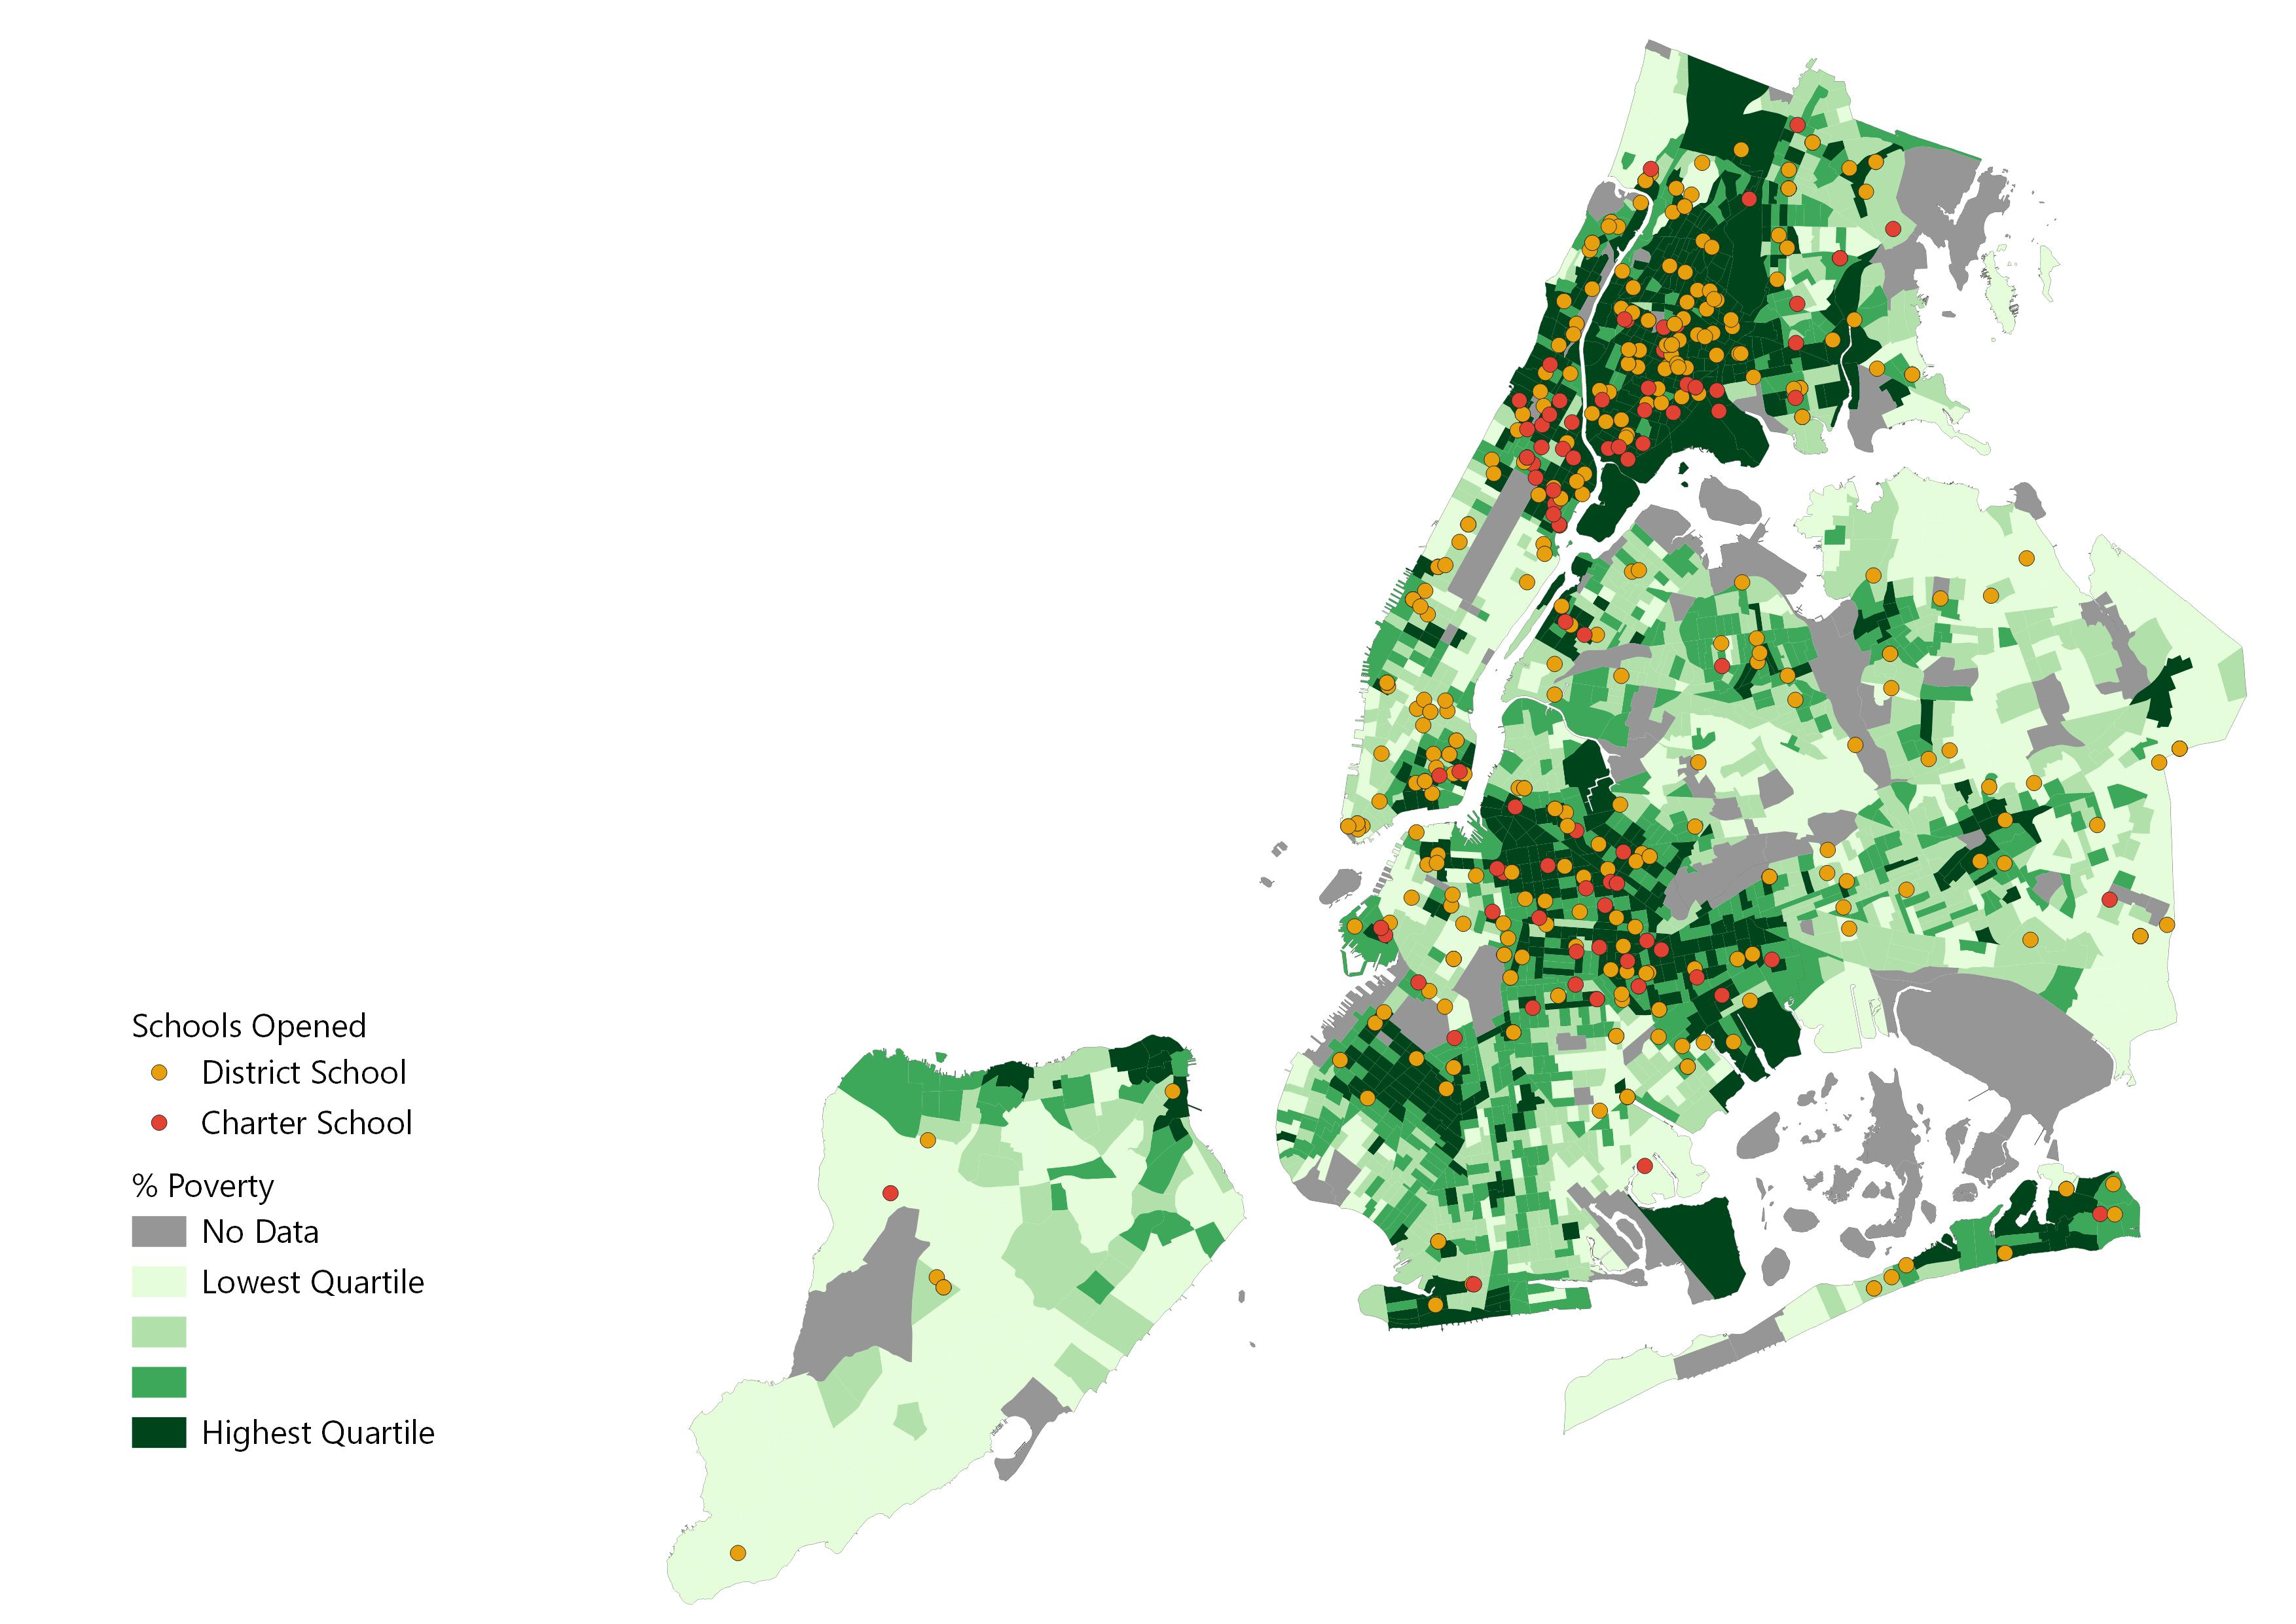 Schools Opened
District School
Charter School
% Poverty
No Data
Lowest Quartile
Highest Quartile